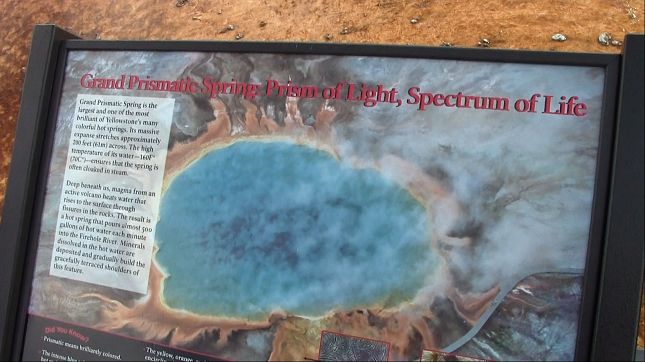 Grand Prismatic Spring: Prism of Light, Spectrum of Life
Grand Prismatic Spring is the
largest and one of the most
brilliant of Yellowstone's many
colorful hot springs. Its massive
expanse stretches approximately
200 feet (61m) across. The high
temperature of its water—160F°
(70C°)—ensures that the spring is
often cloaked in steam.
Deep beneath us, magma from an
active volcano heats water that
rises to the surface through
fissures in the rocks. The result is
a hot spring that pours almost 500
gallons of hot water each minute
into the Firehole River. Minerals
dissolved in the hot water are
deposited and gradually build the
gracefully terraced shoulders of
this feature.
Did You Know?
Prismatic means brilliantly colored.
The intense blue
The yellow, orange,